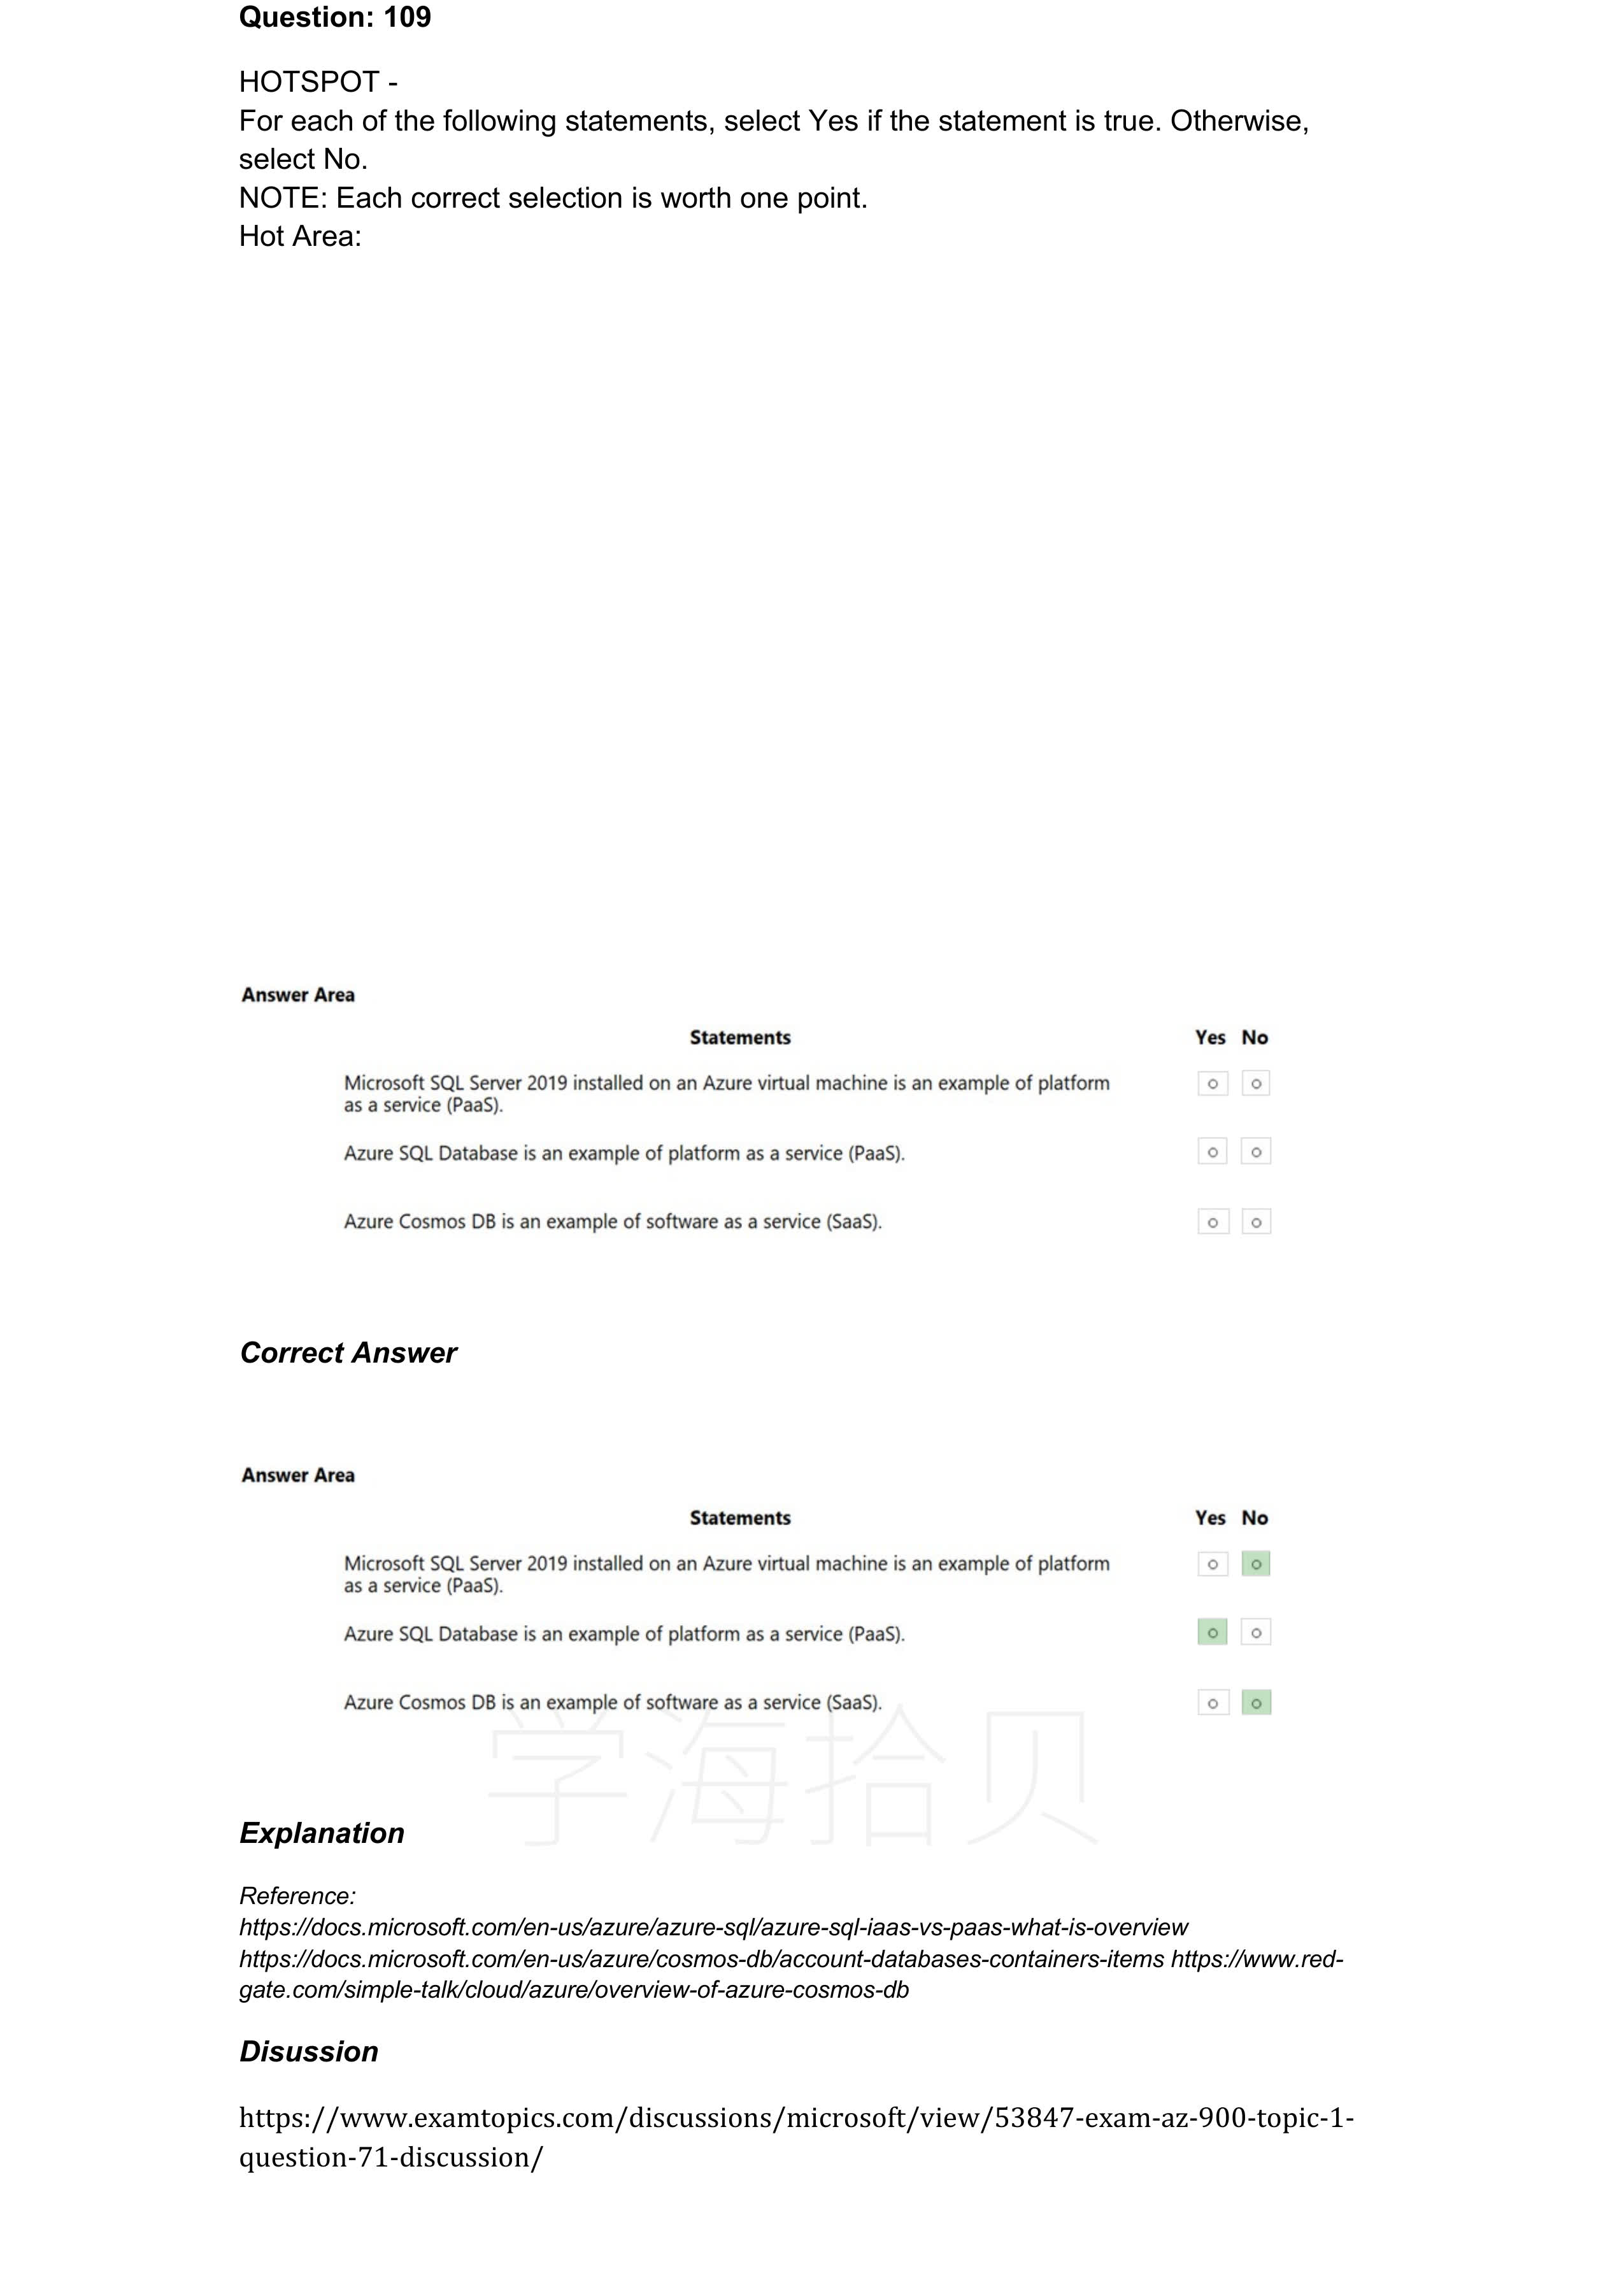 Question: 109
HOTSPOT -
For each of the following statements, select Yes if the statement is true. Otherwise,
select No.
NOTE: Each correct selection is worth one point.
Hot Area:
Answer Area
Statements Yes No
Microsoft SQL Server 2019 installed on an Azure virtual machine is an example of platform
as a service (PaaS).
Azure SQL Database is an example of platform as a service (PaaS).
Azure Cosmos DB is an example of software as a service (SaaS).
Correct Answer
Answer Area
Statements Yes No
Microsoft SQL Server 2019 installed on an Azure virtual machine is an example of platform
as a service (PaaS).
Azure SQL Database is an example of platform as a service (PaaS).
Azure Cosmos DB is an example of software as a service (SaaS).
学海拾贝
Explanation
Reference:
https://docs.microsoft.com/en-us/azure/azure-sql/azure-sql-iaas-vs-paas-what-is-overview
https://docs.microsoft.com/en-us/azure/cosmos-db/account-databases-containers-items https://www.red-
gate.com/simple-talk/cloud/azure/overview-of-azure-cosmos-db
Disussion
https://www.examtopics.com/discussions/microsoft/view/53847-exam-az-900-topic-1-
question-71-discussion/